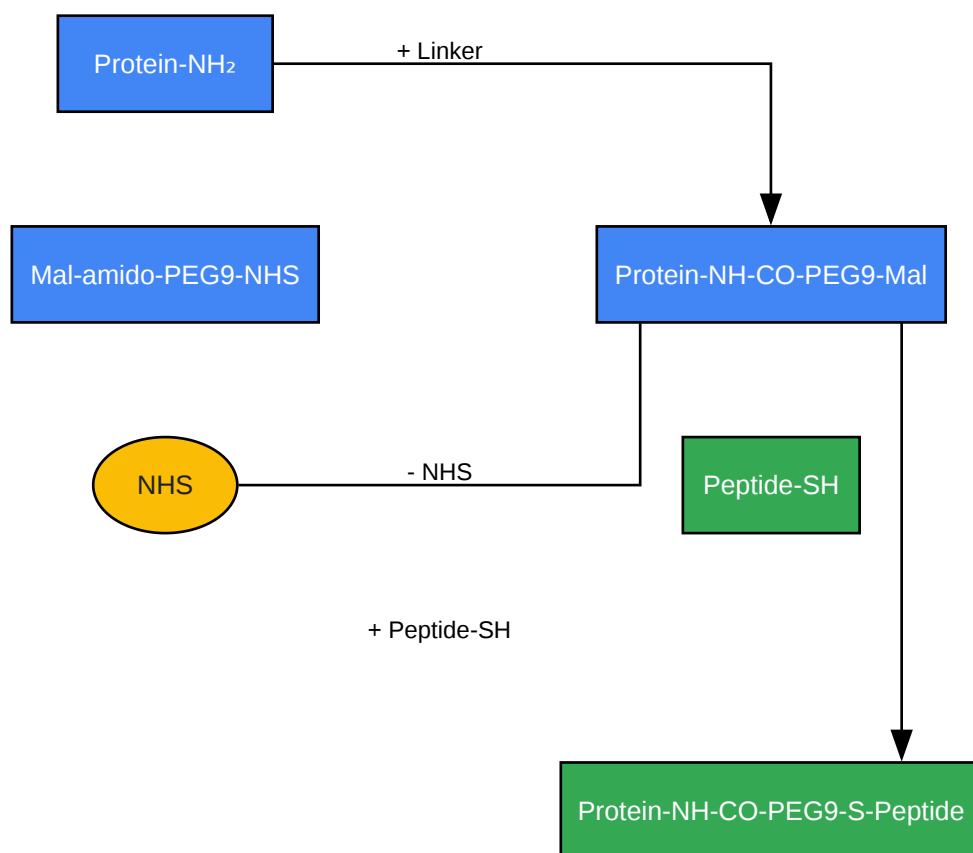 Protein-NH₂
+ Linker
Mal-amido-PEG9-NHS
Protein-NH-CO-PEG9-Mal
NHS
- NHS
Peptide-SH
+ Peptide-SH
Protein-NH-CO-PEG9-S-Peptide